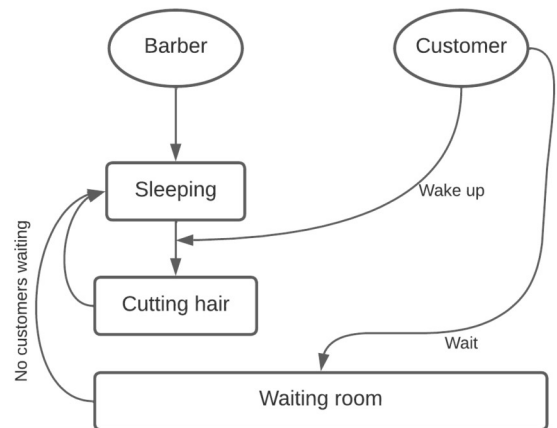 Barber
Customer
Sleeping
Wake up
No customers waiting
Cutting hair
Wait
Waiting room